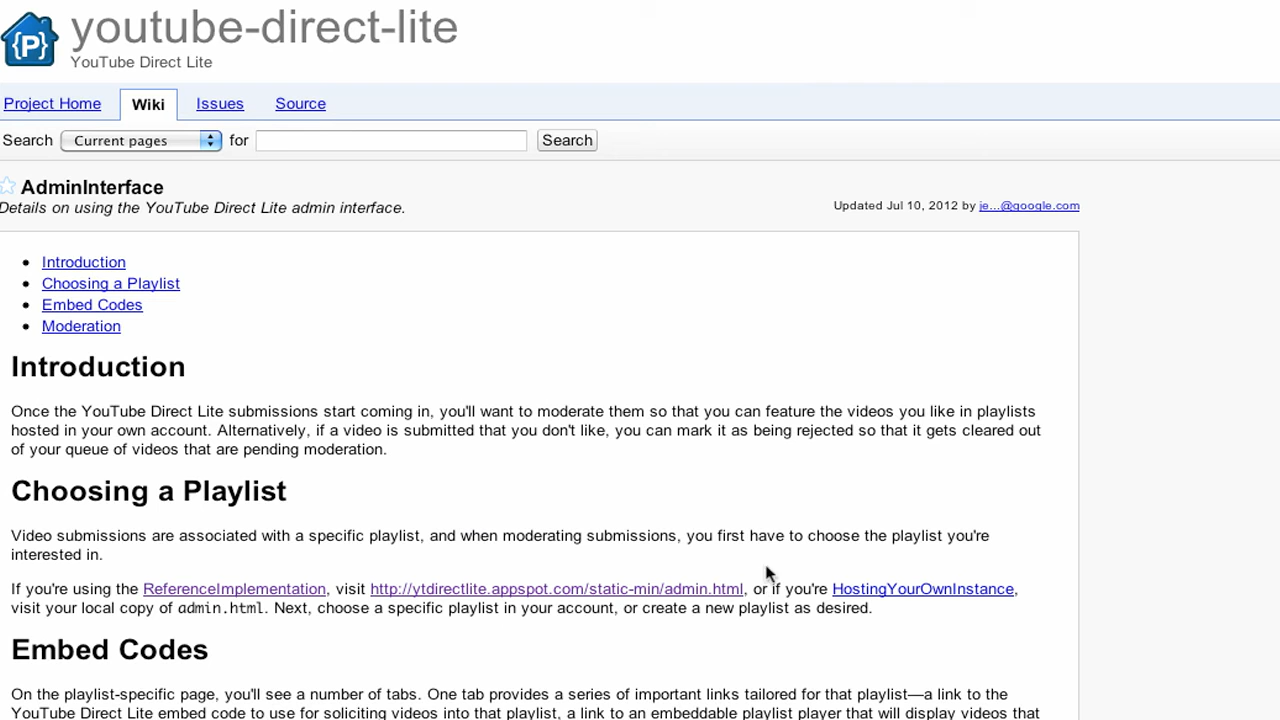 {P}
youtube-direct-lite
YouTube Direct Lite
Project Home Wiki Issues Source
Search Current pages for Search
AdminInterface
Details on using the YouTube Direct Lite admin interface.
Updated Jul 10, 2012 by je...@google.com
Introduction
Choosing a Playlist
Embed Codes
Moderation
Introduction
Once the YouTube Direct Lite submissions start coming in, you'll want to moderate them so that you can feature the videos you like in playlists
hosted in your own account. Alternatively, if a video is submitted that you don't like, you can mark it as being rejected so that it gets cleared out
of your queue of videos that are pending moderation.
Choosing a Playlist
Video submissions are associated with a specific playlist, and when moderating submissions, you first have to choose the playlist you're
interested in.
If you're using the ReferenceImplementation, visit http://ytdirectlite.appspot.com/static-min/admin.html, or if you're HostingYourOwnInstance,
visit your local copy of admin.html. Next, choose a specific playlist in your account, or create a new playlist as desired.
Embed Codes
On the playlist-specific page, you'll see a number of tabs. One tab provides a series of important links tailored for that playlist—a link to the
YouTube Direct Lite embed code to use for soliciting videos into that playlist, a link to an embeddable playlist player that will display videos that